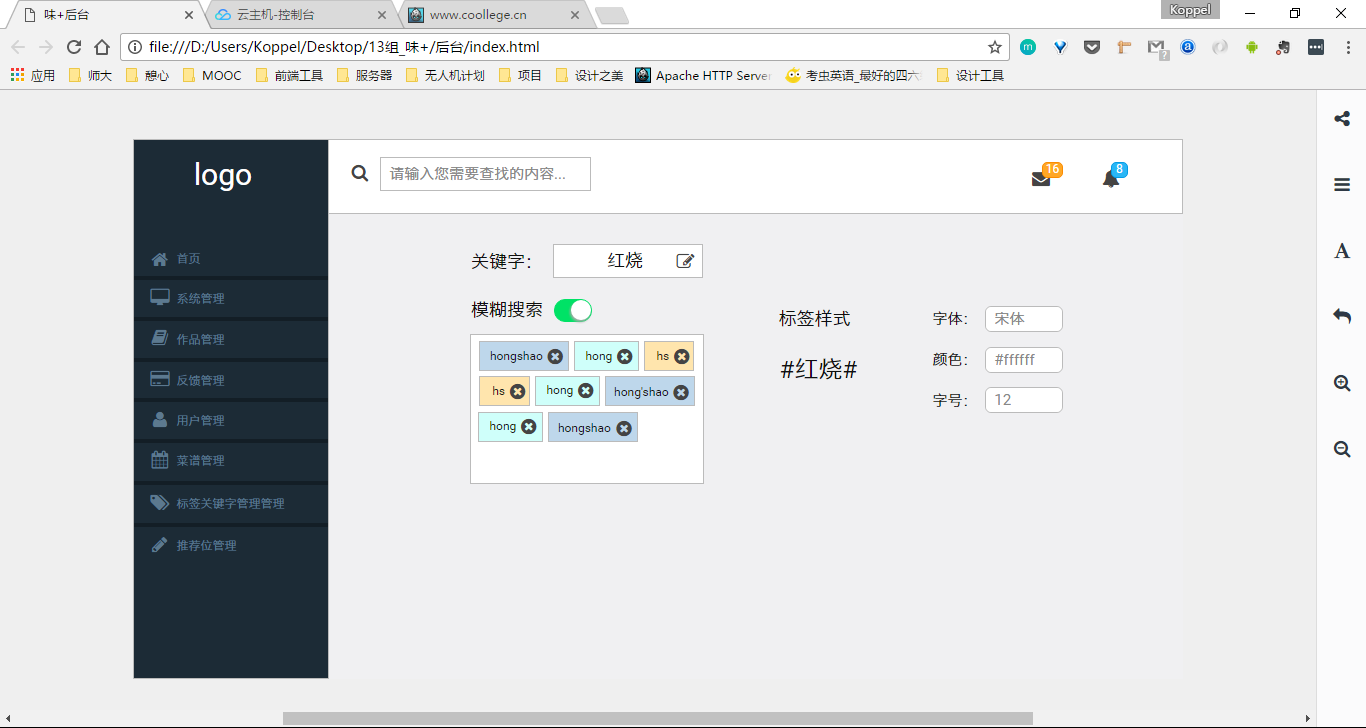 味+后台
云主机-控制台
www.coollege.cn
Koppel
file:///D:/Users/Koppel/Desktop/13组_味+/后台/index.html
应用 师大 憩心 MOOC 前端工具 服务器 无人机计划 项目 设计之美 Apache HTTP Server 考虫英语_最好的四六 设计工具
logo
请输入您需要查找的内容...
16
8
首页
系统管理
作品管理
反馈管理
用户管理
菜谱管理
标签关键字管理管理
推荐位管理
关键字： 红烧
模糊搜索
hongshao hong hs
hs hong hong'shao
hong hongshao
标签样式
#红烧#
字体： 宋体
颜色： #ffffff
字号： 12
A